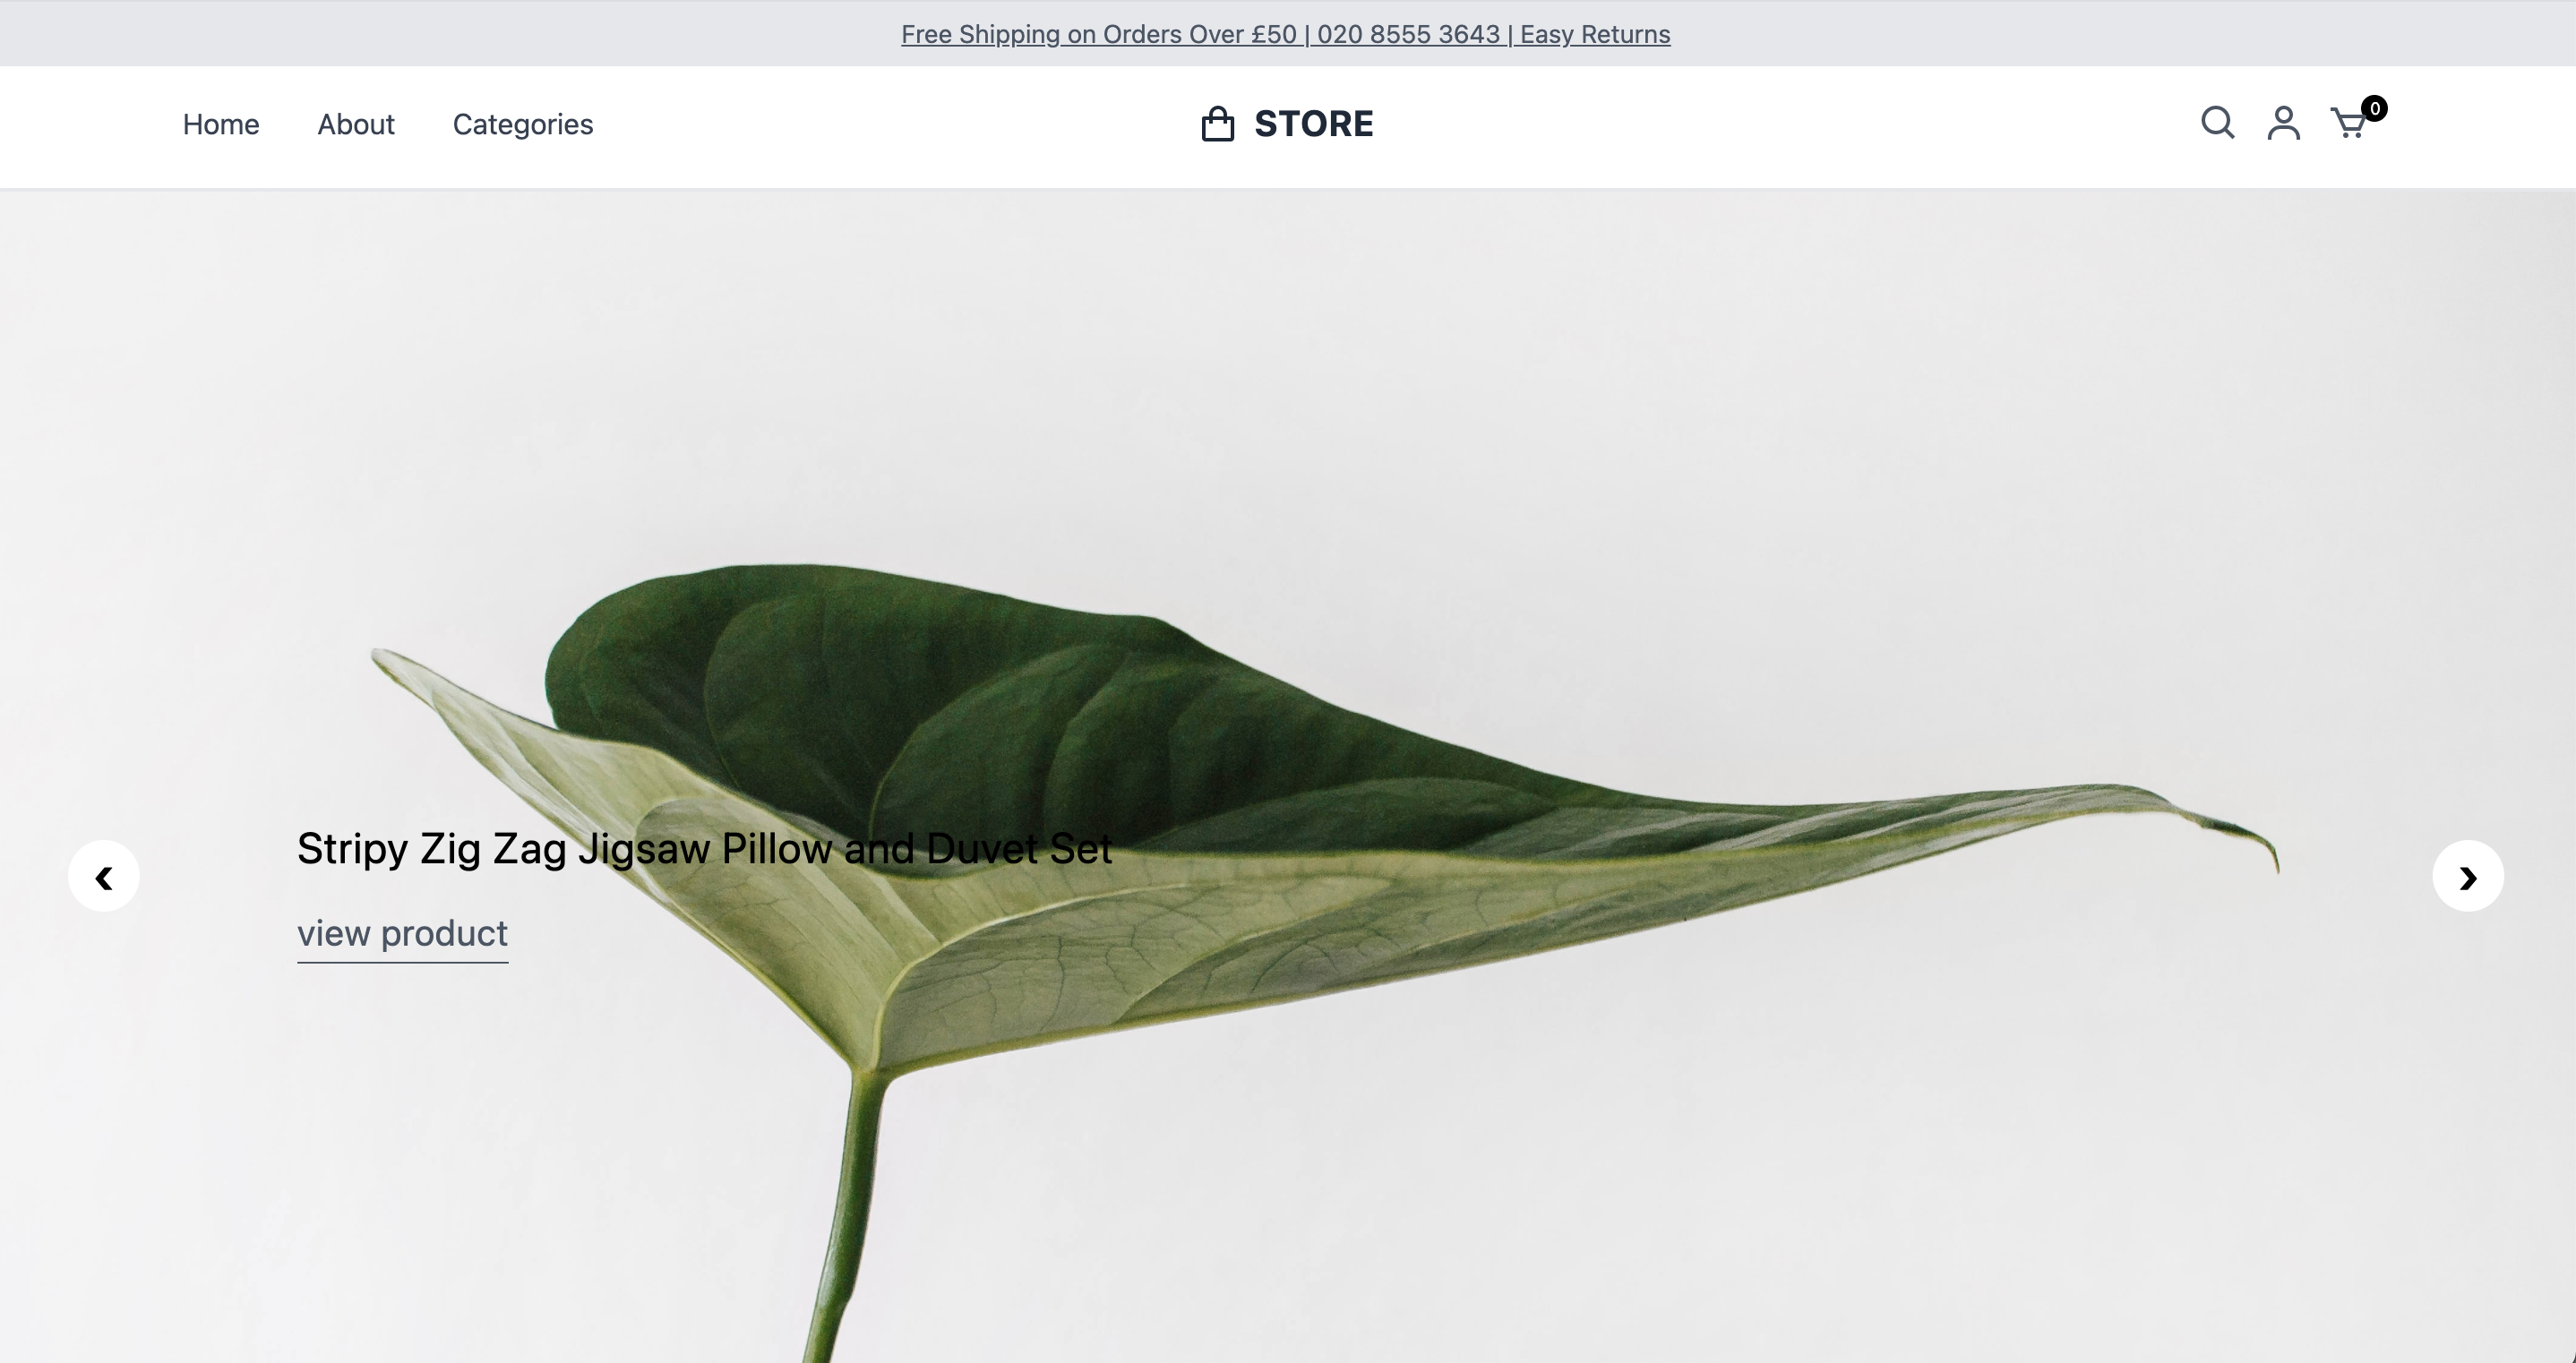 Free Shipping on Orders Over £50 | 020 8555 3643 | Easy Returns
Home About Categories STORE 0
Stripy Zig Zag Jigsaw Pillow and Duvet Set
view product